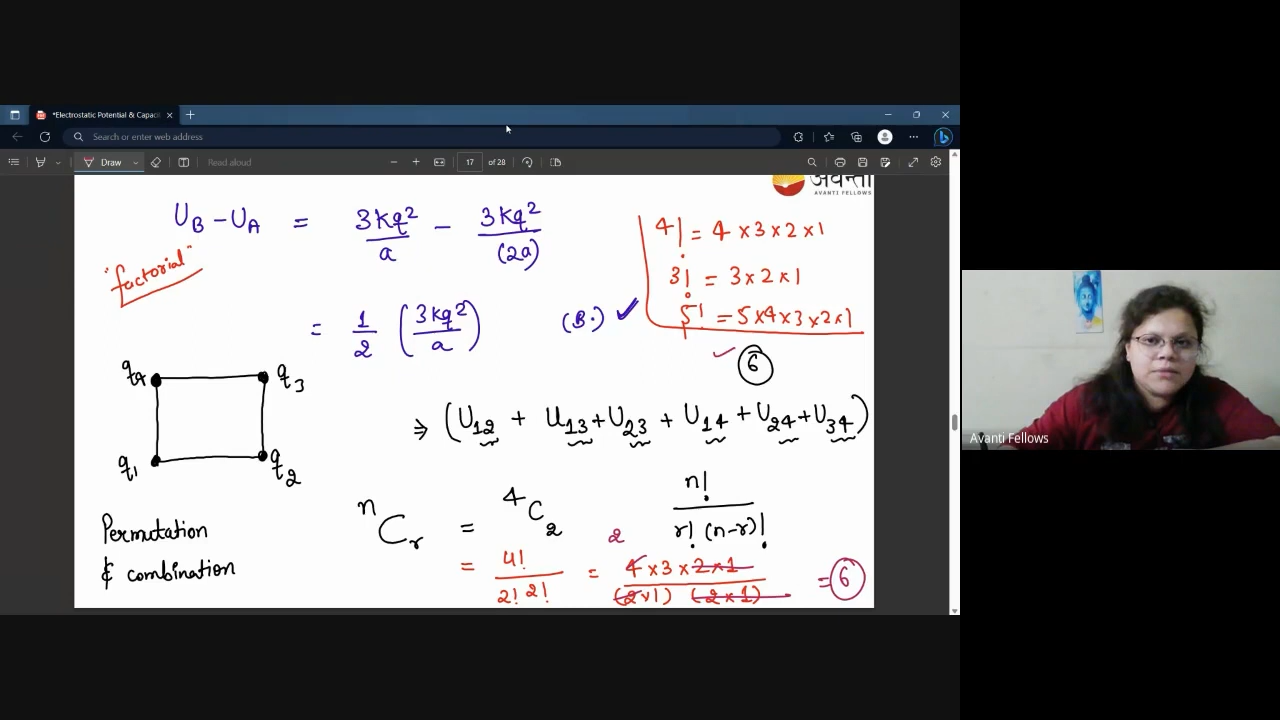 *Electrostatic Potential & Capaci
Search or enter web address
Draw
Read aloud
17 of 28
अवन्ती
AVANTI FELLOWS
U_B - U_A = 3kq²/a - 3kq²/(2a)
"factorial"
= 1/2 (3kq²/a) (B.) ✓
4! = 4 × 3 × 2 × 1
3! = 3 × 2 × 1
5! = 5 × 4 × 3 × 2 × 1
✓ 6
q4 q3
q1 q2
⇒ (U12 + U13 + U23 + U14 + U24 + U34)
Permutation
& combination
nCr = 4C2 n!/r! (n-r)!
= 4!/2! 2! = 4 × 3 × 2 × 1/(2×1) (2×1) = 6
2
Avanti Fellows